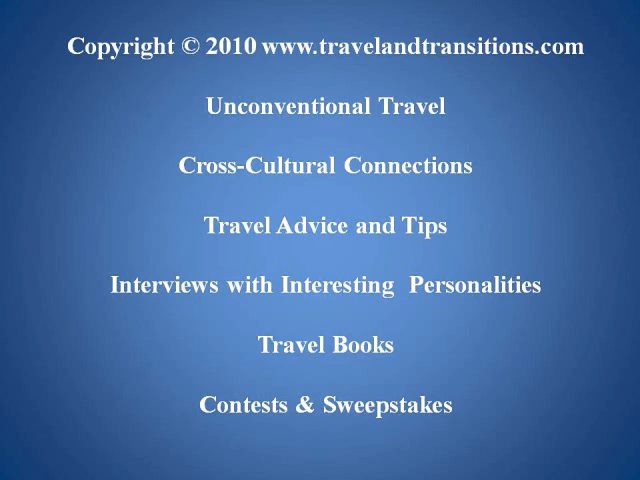 Copyright © 2010 www.travelandtransitions.com
Unconventional Travel
Cross-Cultural Connections
Travel Advice and Tips
Interviews with Interesting  Personalities
Travel Books
Contests & Sweepstakes